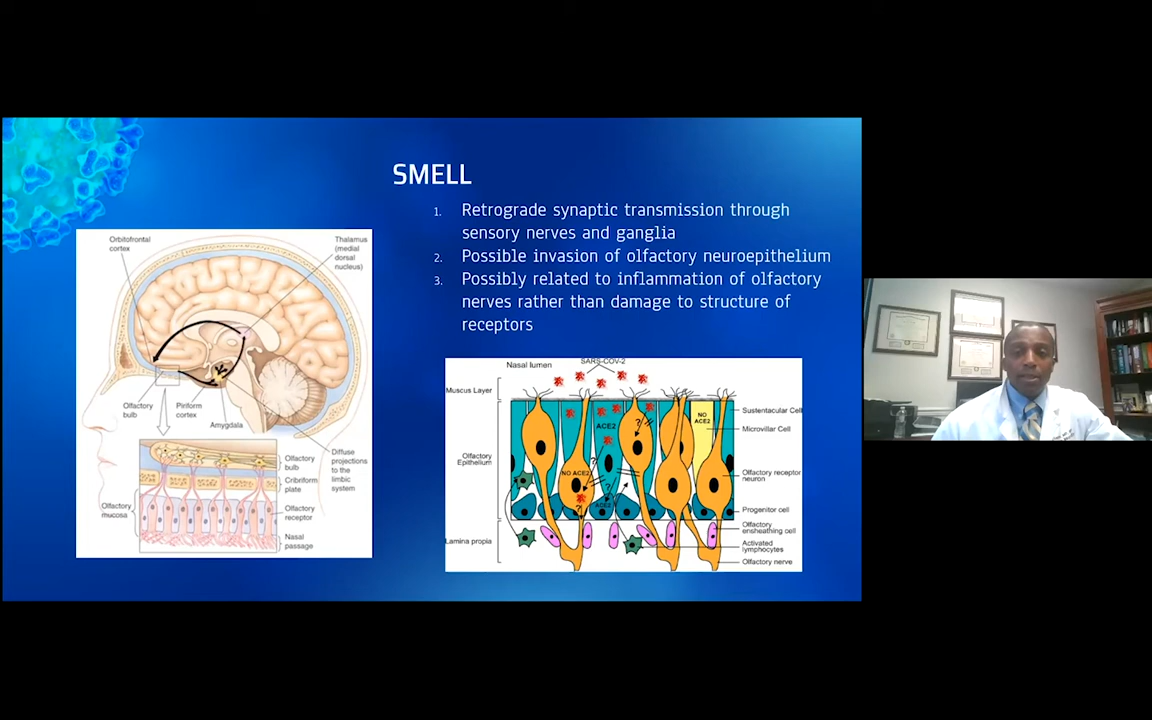 SMELL
1. Retrograde synaptic transmission through
sensory nerves and ganglia
2. Possible invasion of olfactory neuroepithelium
3. Possibly related to inflammation of olfactory
nerves rather than damage to structure of
receptors
Orbitofrontal
cortex
Thalamus
(medial
dorsal
nucleus)
Olfactory
bulb
Piriform
cortex
Amygdala
Diffuse
projections
to the
limbic
system
Olfactory
bulb
Cribriform
plate
Olfactory
mucosa
Olfactory
receptor
Nasal
passage
SARS-COV-2
Nasal lumen
Muscus Layer
Olfactory
Epithelium
Lamina propia
ACE2
NO
ACE2
NO ACE2
ACE2
?
?
?
?
Sustentacular Cell
Microvillar Cell
Olfactory receptor
neuron
Progenitor cell
Olfactory
ensheathing cell
Activated
lymphocytes
Olfactory nerve